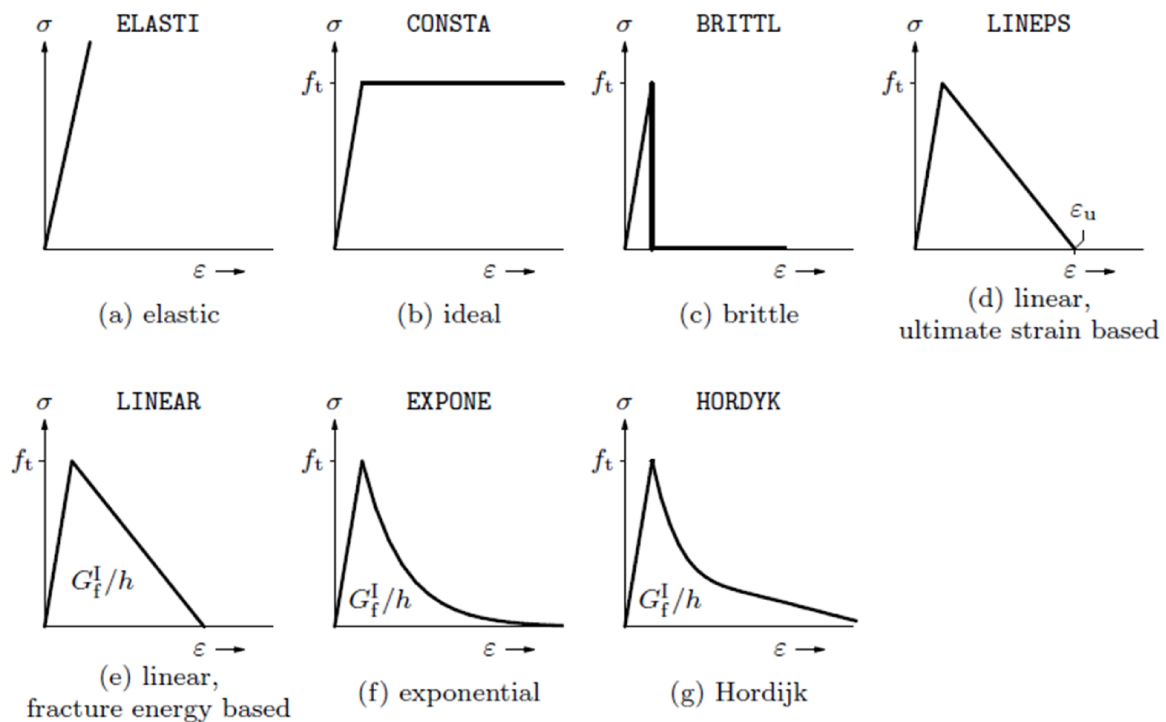 σ ELASTI
ε →
(a) elastic
σ CONSTA
f_t
ε →
(b) ideal
σ BRITTL
f_t
ε →
(c) brittle
σ LINEPS
f_t
ε_u
ε →
(d) linear,
ultimate strain based
σ LINEAR
f_t
G_f^I/h
ε →
(e) linear,
fracture energy based
σ EXPONE
f_t
G_f^I/h
ε →
(f) exponential
σ HORDYK
f_t
G_f^I/h
ε →
(g) Hordijk